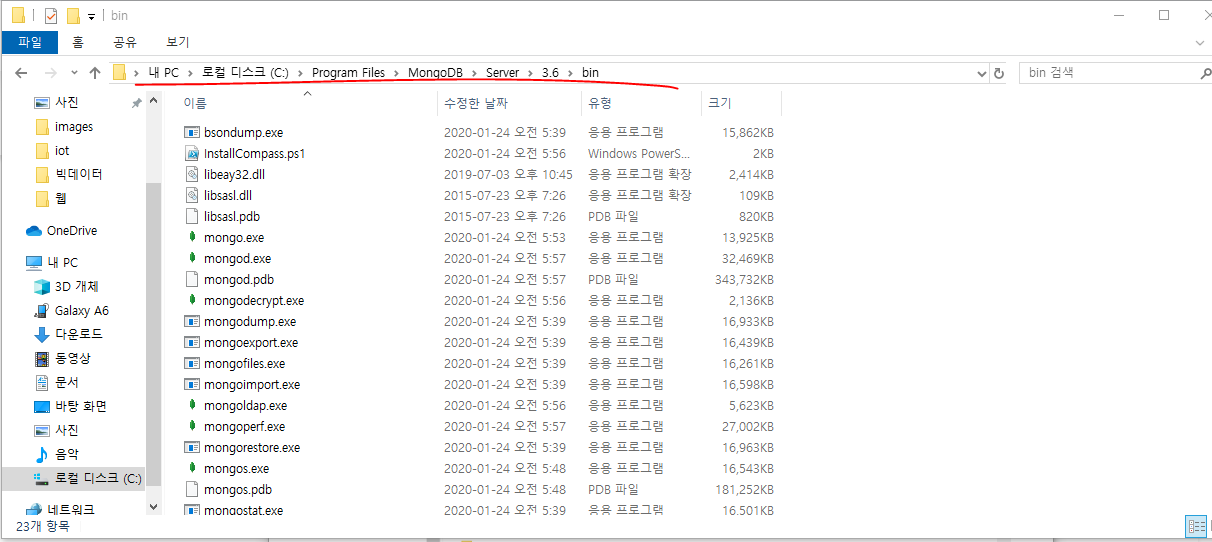 bin
파일 홈 공유 보기
내 PC > 로컬 디스크 (C:) > Program Files > MongoDB > Server > 3.6 > bin
bin 검색
사진
images
iot
빅데이터
웹
OneDrive
내 PC
3D 개체
Galaxy A6
다운로드
동영상
문서
바탕 화면
사진
음악
로컬 디스크 (C:)
네트워크
이름 수정한 날짜 유형 크기
bsondump.exe 2020-01-24 오전 5:39 응용 프로그램 15,862KB
InstallCompass.ps1 2020-01-24 오전 5:56 Windows PowerS... 2KB
libeay32.dll 2019-07-03 오후 10:45 응용 프로그램 확장 2,414KB
libsasl.dll 2015-07-23 오후 7:26 응용 프로그램 확장 109KB
libsasl.pdb 2015-07-23 오후 7:26 PDB 파일 820KB
mongo.exe 2020-01-24 오전 5:53 응용 프로그램 13,925KB
mongod.exe 2020-01-24 오전 5:57 응용 프로그램 32,469KB
mongod.pdb 2020-01-24 오전 5:57 PDB 파일 343,732KB
mongodecrypt.exe 2020-01-24 오전 5:56 응용 프로그램 2,136KB
mongodump.exe 2020-01-24 오전 5:39 응용 프로그램 16,933KB
mongoexport.exe 2020-01-24 오전 5:39 응용 프로그램 16,439KB
mongofiles.exe 2020-01-24 오전 5:39 응용 프로그램 16,261KB
mongoimport.exe 2020-01-24 오전 5:39 응용 프로그램 16,598KB
mongoldap.exe 2020-01-24 오전 5:56 응용 프로그램 5,623KB
mongoperf.exe 2020-01-24 오전 5:57 응용 프로그램 27,002KB
mongorestore.exe 2020-01-24 오전 5:39 응용 프로그램 16,963KB
mongos.exe 2020-01-24 오전 5:48 응용 프로그램 16,543KB
mongos.pdb 2020-01-24 오전 5:48 PDB 파일 181,252KB
mongostat.exe 2020-01-24 오전 5:39 응용 프로그램 16,501KB
23개 항목